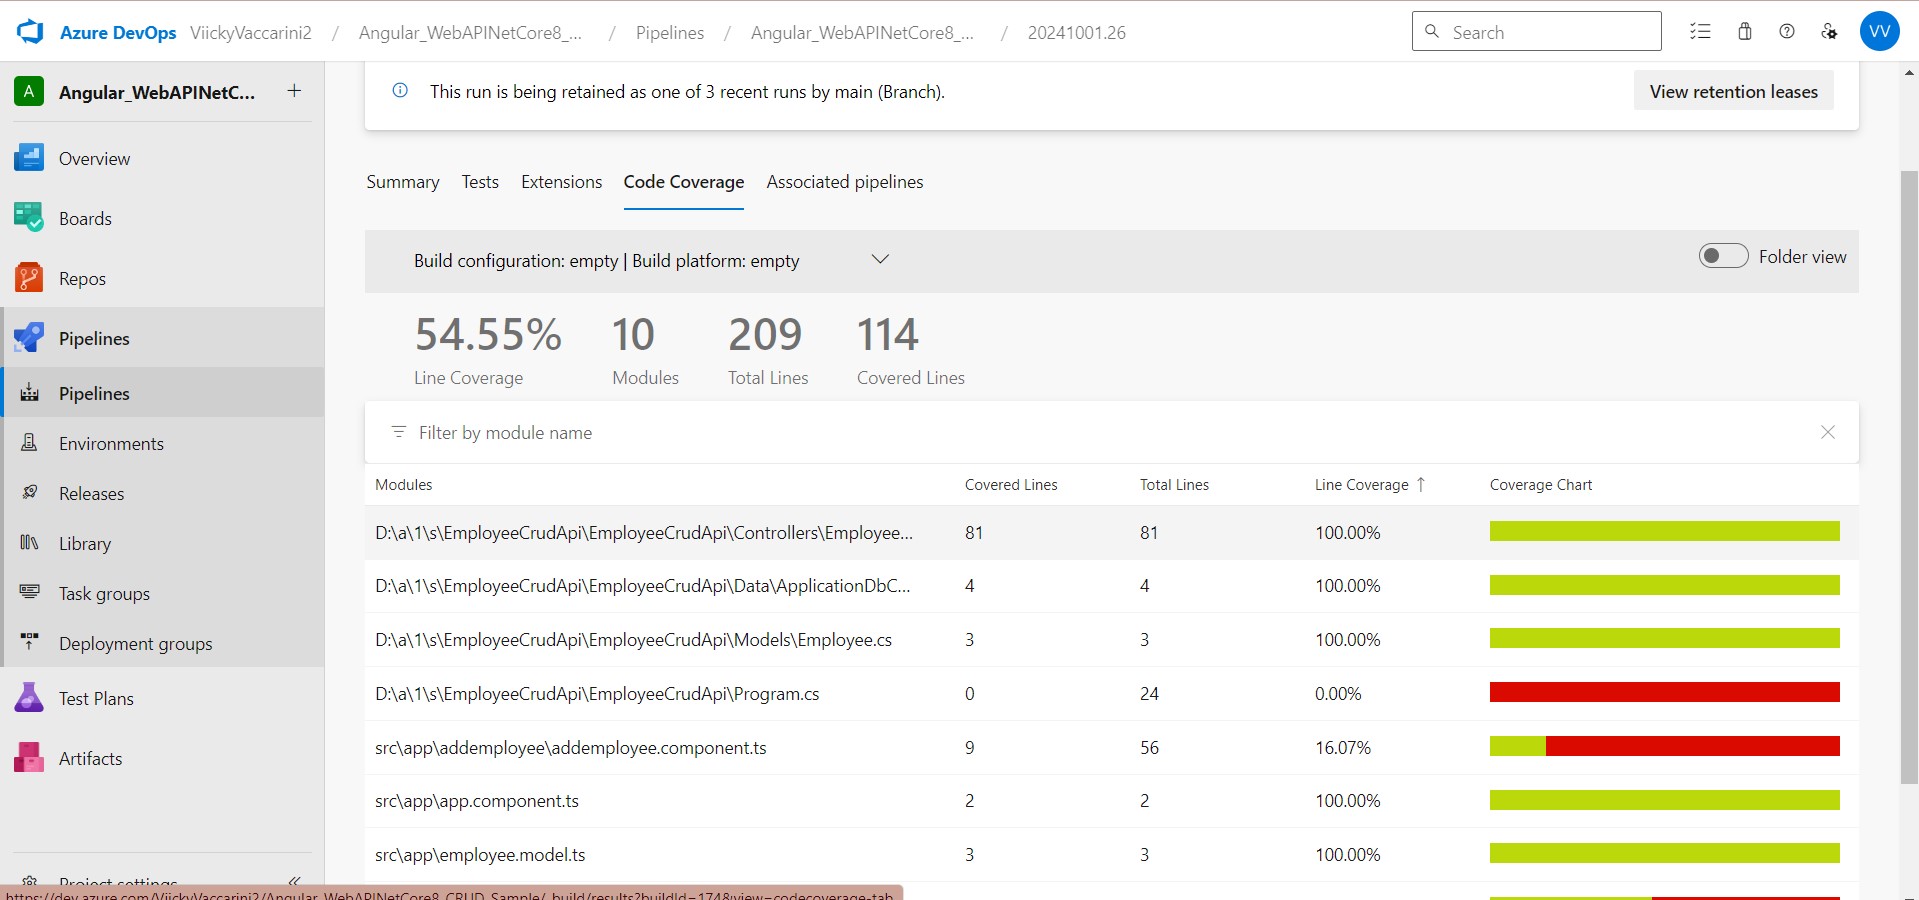 Azure DevOps ViickyVaccarini2 / Angular_WebAPINetCore8_... / Pipelines / Angular_WebAPINetCore8_... / 20241001.26
Search
VV
A Angular_WebAPINetC...
This run is being retained as one of 3 recent runs by main (Branch).
View retention leases
Overview
Boards
Repos
Pipelines
Pipelines
Environments
Releases
Library
Task groups
Deployment groups
Test Plans
Artifacts
Project settings
Summary Tests Extensions Code Coverage Associated pipelines
Build configuration: empty | Build platform: empty
Folder view
54.55% 10 209 114
Line Coverage Modules Total Lines Covered Lines
Filter by module name
Modules Covered Lines Total Lines Line Coverage ↑ Coverage Chart
D:\a\1\s\EmployeeCrudApi\EmployeeCrudApi\Controllers\Employee... 81 81 100.00%
D:\a\1\s\EmployeeCrudApi\EmployeeCrudApi\Data\ApplicationDbC... 4 4 100.00%
D:\a\1\s\EmployeeCrudApi\EmployeeCrudApi\Models\Employee.cs 3 3 100.00%
D:\a\1\s\EmployeeCrudApi\EmployeeCrudApi\Program.cs 0 24 0.00%
src\app\addemployee\addemployee.component.ts 9 56 16.07%
src\app\app.component.ts 2 2 100.00%
src\app\employee.model.ts 3 3 100.00%
https://dev.azure.com/ViickyVaccarini2/Angular_WebAPINetCore8_CRUD_Sample/_build/results?buildId=174&view=codecoverage-tab